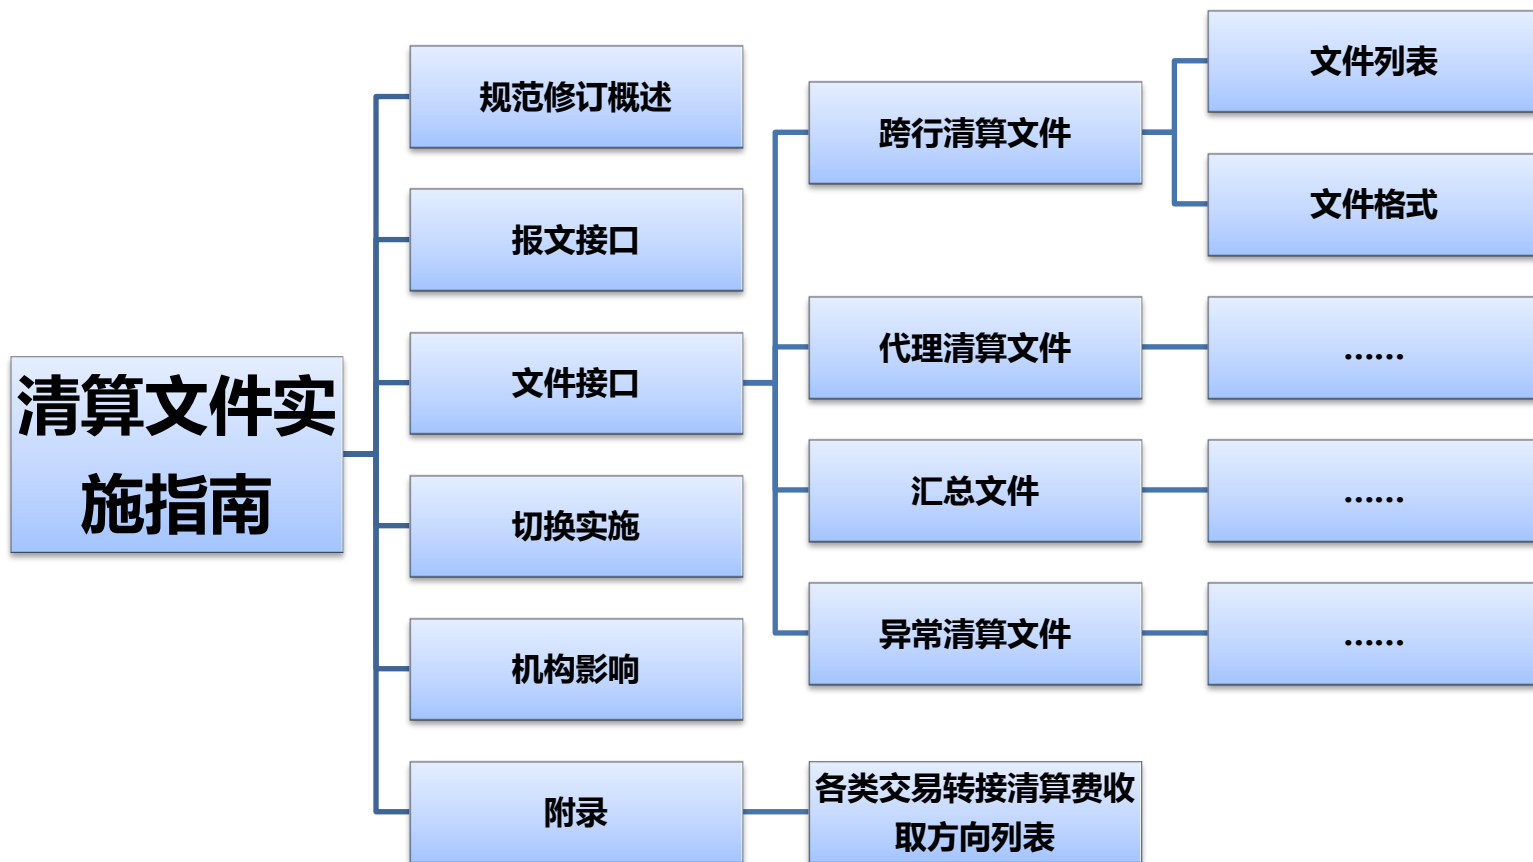 清算文件实
施指南
规范修订概述
报文接口
文件接口
跨行清算文件
文件列表
文件格式
代理清算文件
......
汇总文件
......
异常清算文件
......
切换实施
机构影响
附录
各类交易转接清算费收
取方向列表